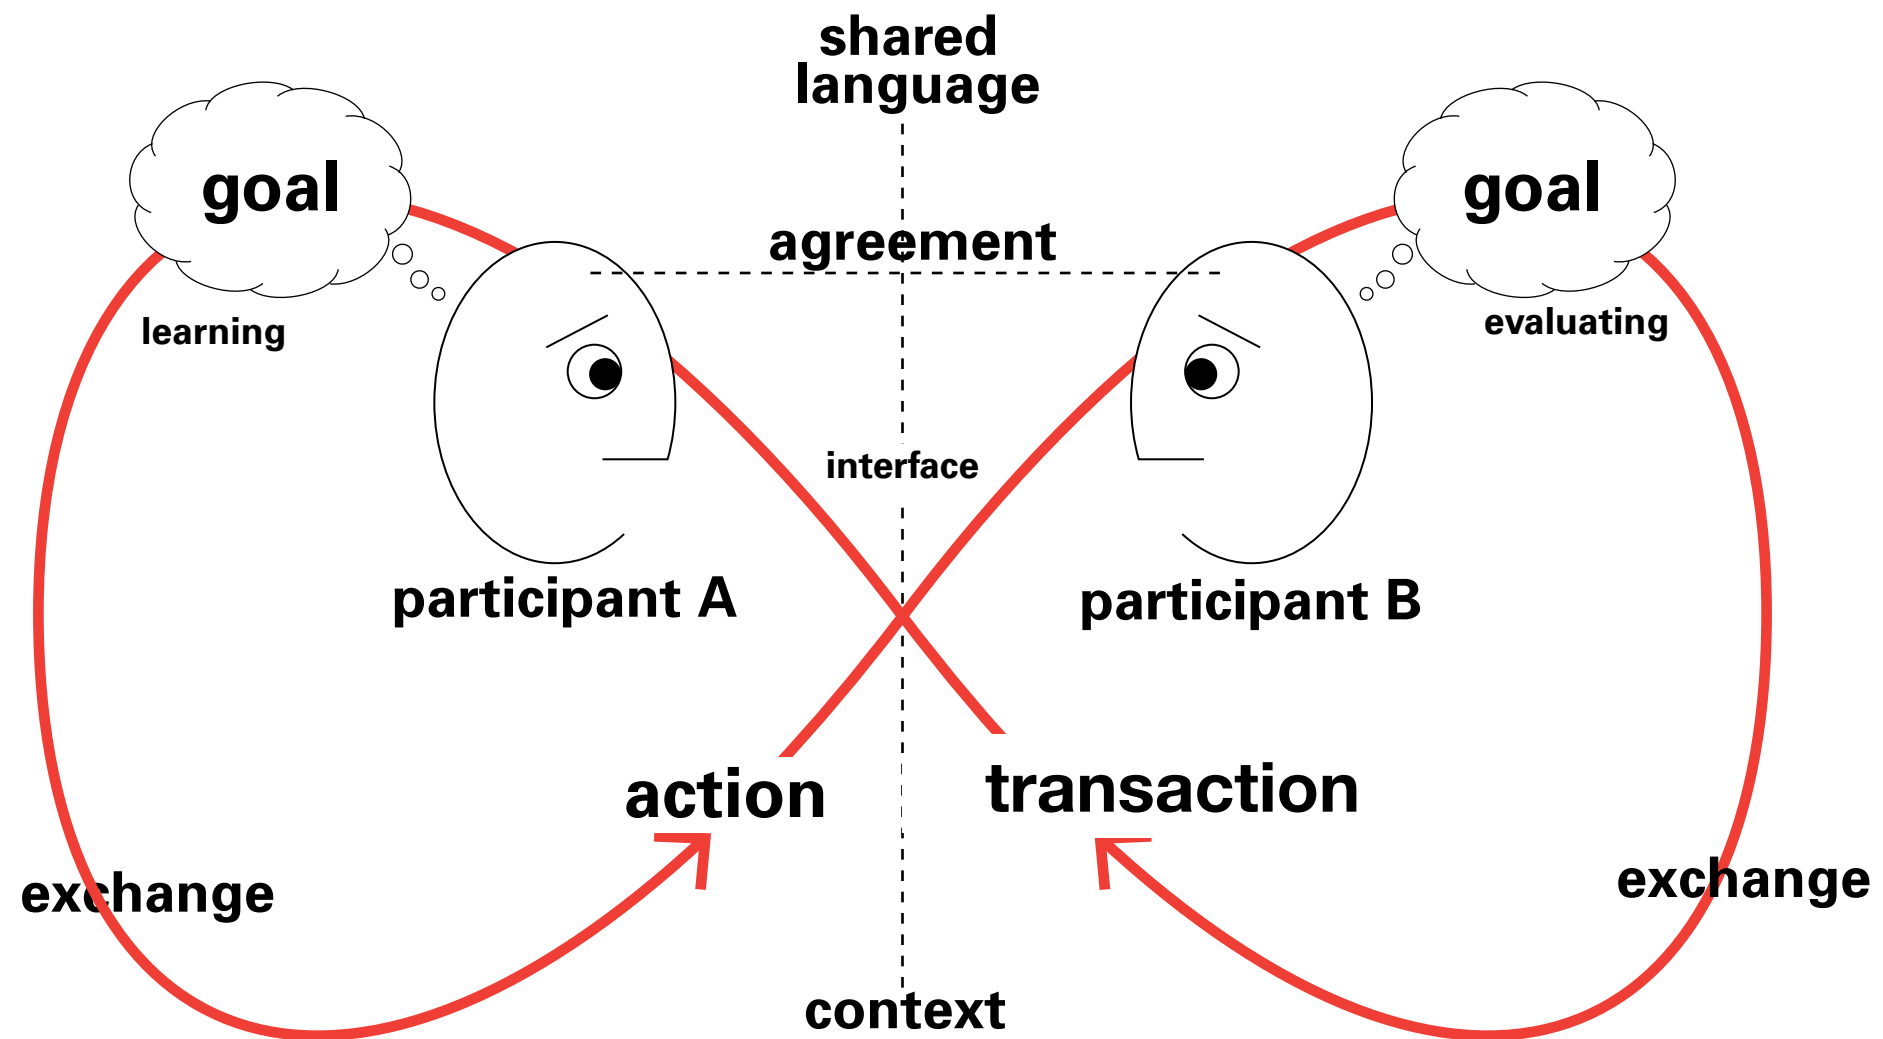 shared
language
goal
goal
agreement
learning
evaluating
interface
participant A
participant B
action
transaction
exchange
exchange
context